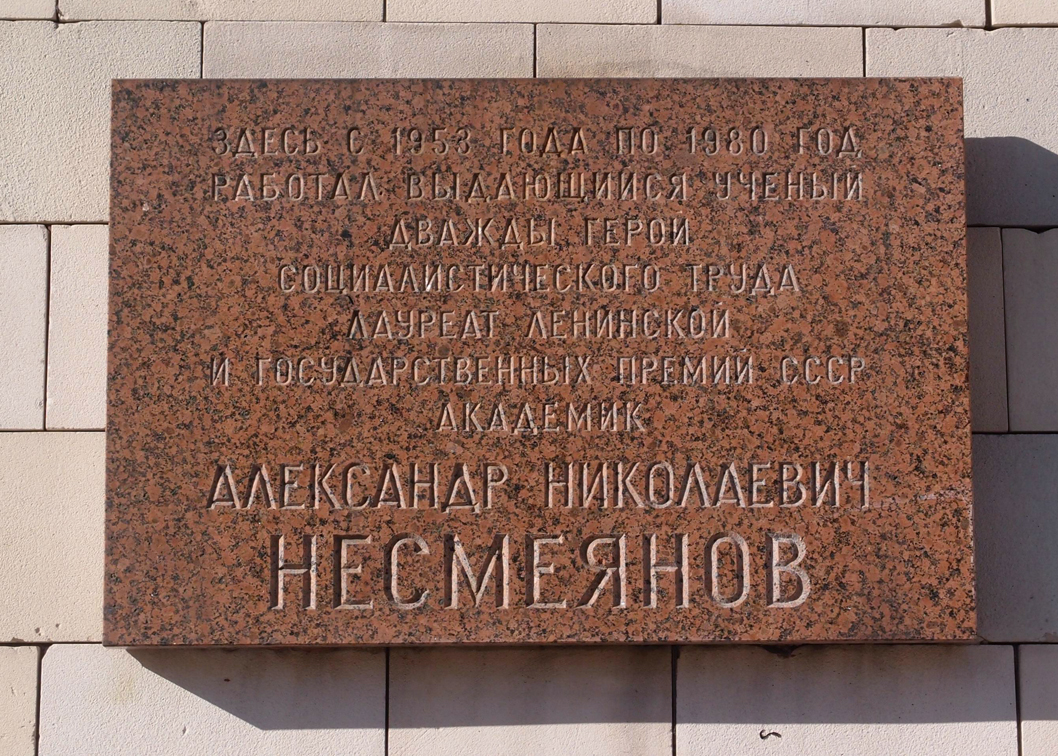 ЗДЕСЬ С 1953 ГОДА ПО 1980 ГОД
РАБОТАЛ ВЫДАЮЩИЙСЯ УЧЕНЫЙ
ДВАЖДЫ ГЕРОЙ
СОЦИАЛИСТИЧЕСКОГО ТРУДА
ЛАУРЕАТ ЛЕНИНСКОЙ
И ГОСУДАРСТВЕННЫХ ПРЕМИЙ СССР
АКАДЕМИК
АЛЕКСАНДР НИКОЛАЕВИЧ
НЕСМЕЯНОВ